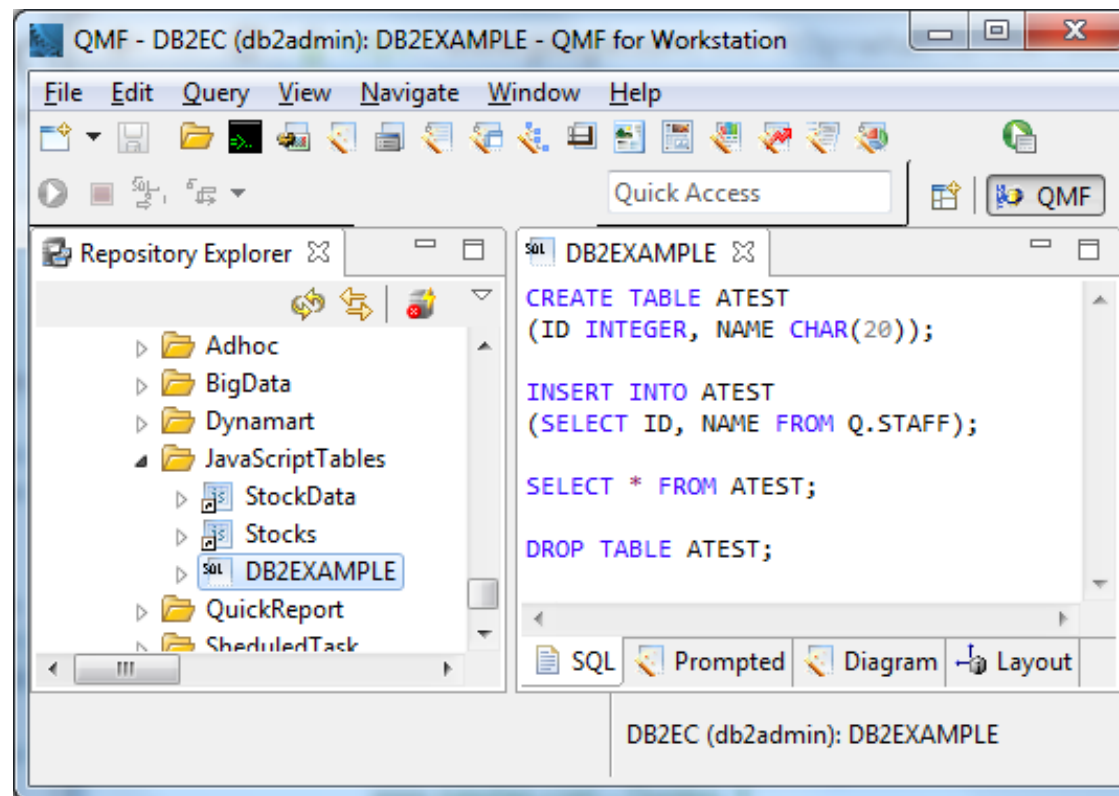 QMF - DB2EC (db2admin): DB2EXAMPLE - QMF for Workstation
File Edit Query View Navigate Window Help
Quick Access
QMF
Repository Explorer
Adhoc
BigData
Dynamart
JavaScriptTables
StockData
Stocks
DB2EXAMPLE
QuickReport
SheduledTask
DB2EXAMPLE
CREATE TABLE ATEST
(ID INTEGER, NAME CHAR(20));
INSERT INTO ATEST
(SELECT ID, NAME FROM Q.STAFF);
SELECT * FROM ATEST;
DROP TABLE ATEST;
SQL Prompted Diagram Layout
DB2EC (db2admin): DB2EXAMPLE